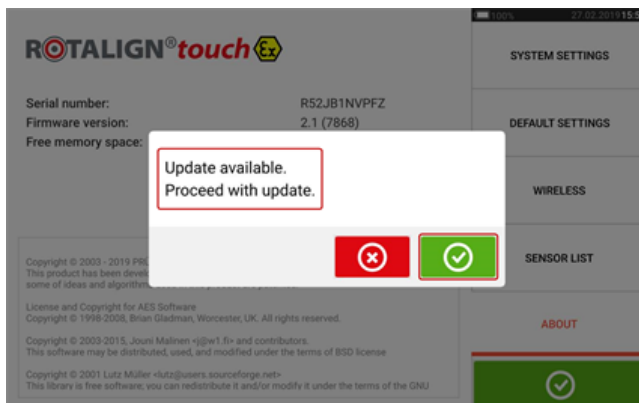 100% 27.02.2019 15:5
ROTALIGN® touch Ex
SYSTEM SETTINGS
Serial number: R52JB1NVPFZ
Firmware version: 2.1 (7868)
DEFAULT SETTINGS
Free memory space:
Update available.
Proceed with update.
WIRELESS
SENSOR LIST
Copyright © 2003 - 2019
This product has been
some of ideas and
License and Copyright for AES Software
Copyright © 1998-2008, Brian Gladman, Worcester, UK. All rights reserved.
ABOUT
Copyright © 2003-2015, Jouni Malinen <j@w1.fi> and contributors.
This software may be distributed, used, and modified under the terms of BSD license
Copyright © 2001 Lutz Müller <lutz@users.sourceforge.net>
This library is free software; you can redistribute it and/or modify it under the terms of the GNU